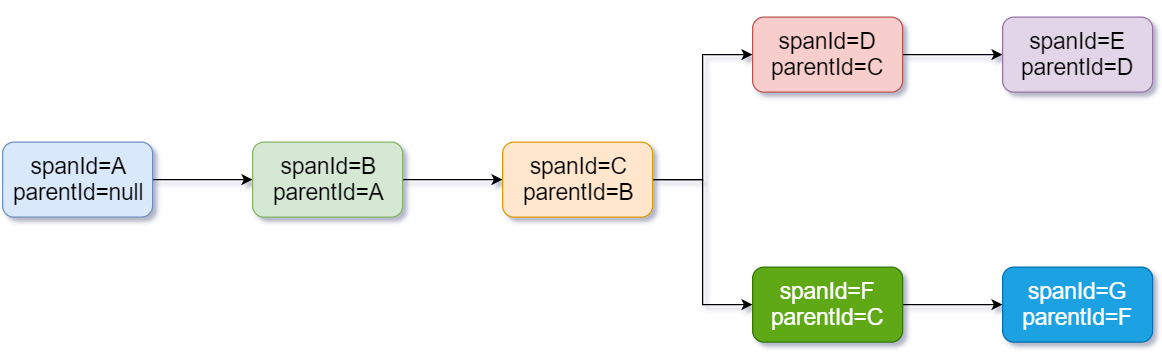 spanId=A
parentId=null
spanId=B
parentId=A
spanId=C
parentId=B
spanId=D
parentId=C
spanId=E
parentId=D
spanId=F
parentId=C
spanId=G
parentId=F